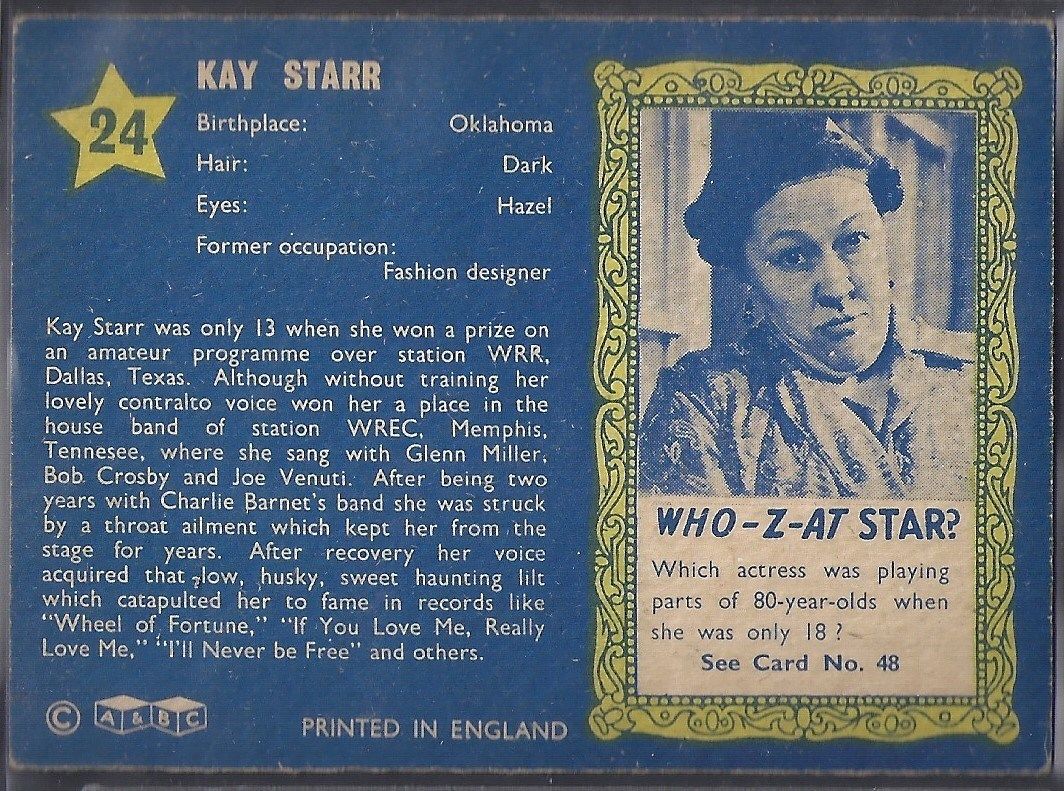 24
KAY STARR
Birthplace: Oklahoma
Hair: Dark
Eyes: Hazel
Former occupation:
Fashion designer
Kay Starr was only 13 when she won a prize on
an amateur programme over station WRR,
Dallas, Texas. Although without training her
lovely contralto voice won her a place in the
house band of station WREC, Memphis,
Tennesee, where she sang with Glenn Miller,
Bob Crosby and Joe Venuti. After being two
years with Charlie Barnet's band she was struck
by a throat ailment which kept her from the
stage for years. After recovery her voice
acquired that low, husky, sweet haunting lilt
which catapulted her to fame in records like
"Wheel of Fortune," "If You Love Me, Really
Love Me," "I'll Never be Free" and others.
© A & B C
PRINTED IN ENGLAND
WHO-Z-AT STAR?
Which actress was playing
parts of 80-year-olds when
she was only 18 ?
See Card No. 48